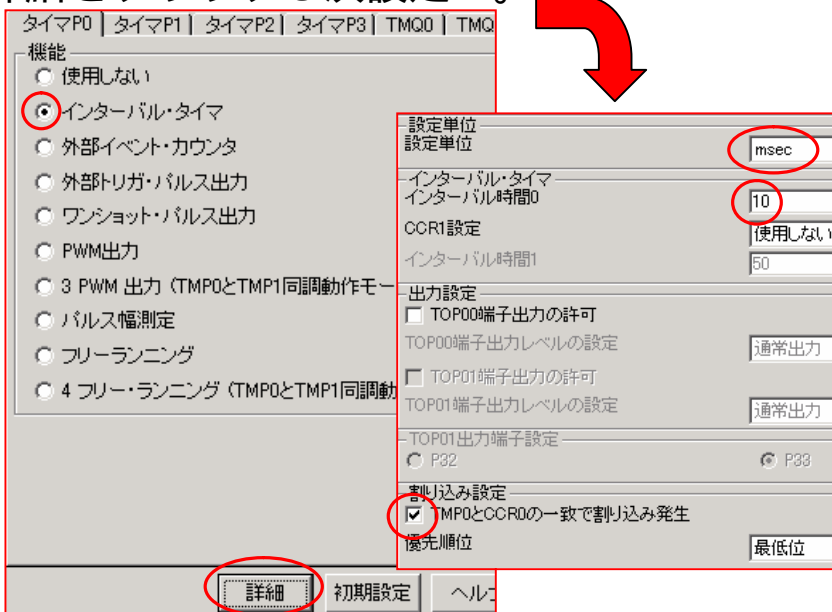 詳細をクリックし次設定へ。
タイマP0 タイマP1 タイマP2 タイマP3 TMQ0 TMQ
機能
使用しない
インターバル・タイマ
外部イベント・カウンタ
外部トリガ・パルス出力
ワンショット・パルス出力
PWM出力
3 PWM 出力 (TMP0とTMP1同調動作モー
パルス幅測定
フリーランニング
4 フリー・ランニング (TMP0とTMP1同調動
詳細 初期設定 ヘル
設定単位
設定単位 msec
インターバル・タイマ
インターバル時間0 10
CCR1設定 使用しない
インターバル時間1 50
出力設定
TOP00端子出力の許可
TOP00端子出力レベルの設定 通常出力
TOP01端子出力の許可
TOP01端子出力レベルの設定 通常出力
TOP01出力端子設定
P32 P33
割り込み設定
TMP0とCCR0の一致で割り込み発生
優先順位 最低位